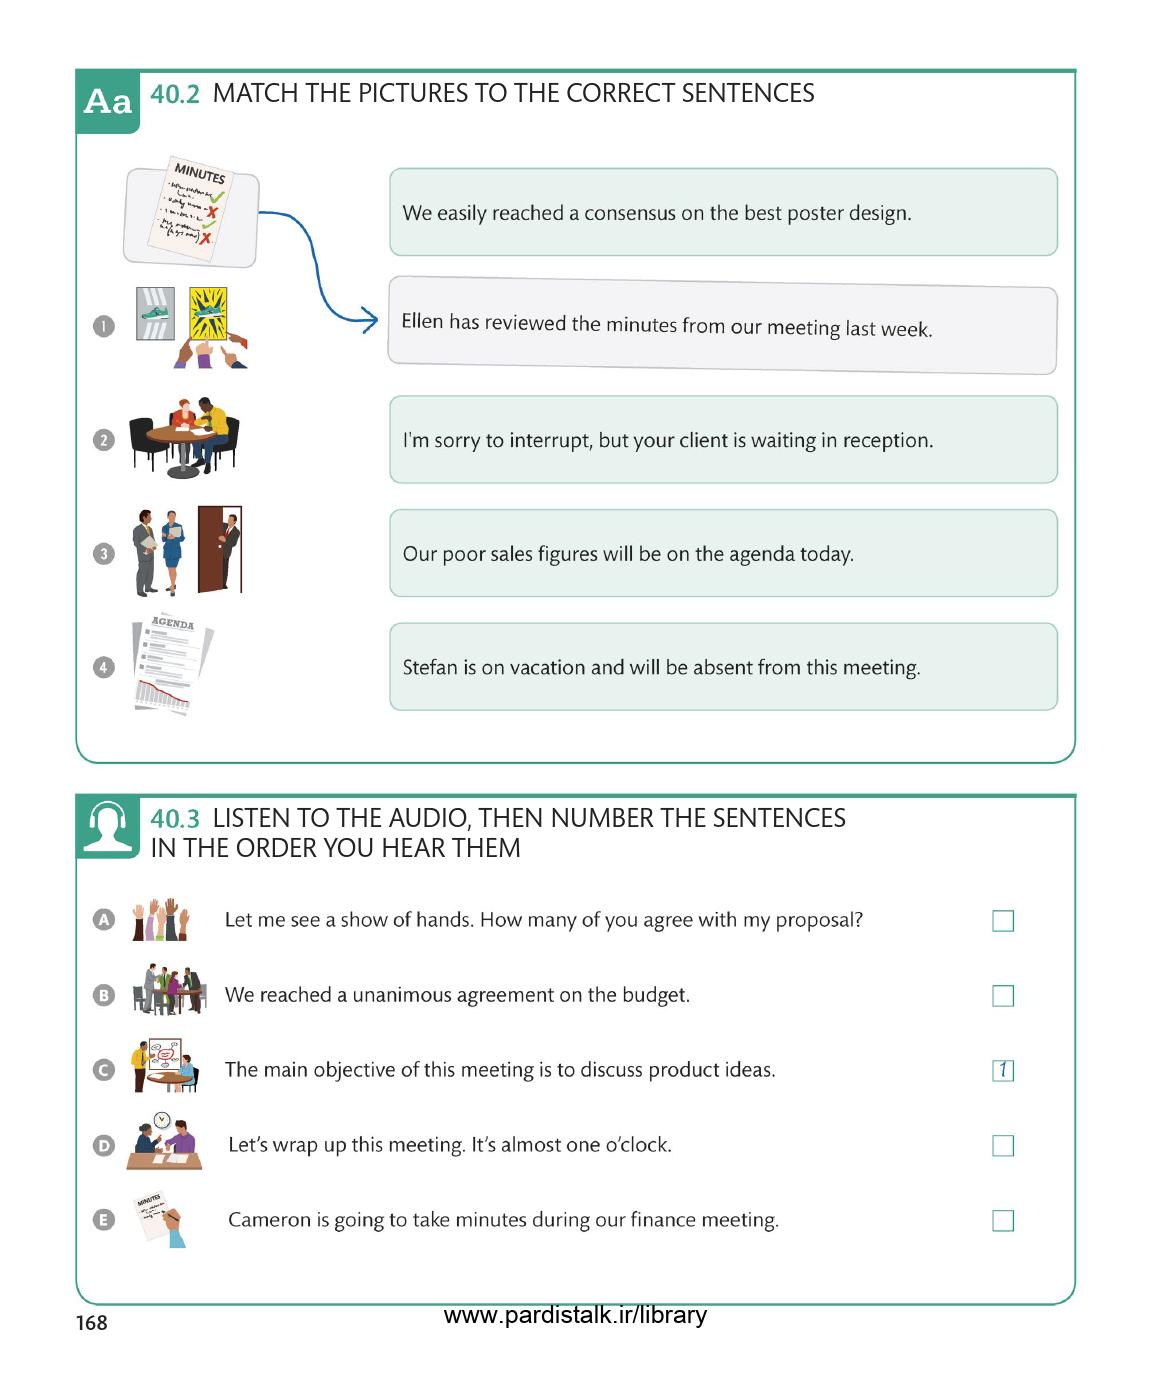 Aa
40.2 MATCH THE PICTURES TO THE CORRECT SENTENCES
MINUTES
We easily reached a consensus on the best poster design.
1
Ellen has reviewed the minutes from our meeting last week.
2
I'm sorry to interrupt, but your client is waiting in reception.
3
Our poor sales figures will be on the agenda today.
AGENDA
4
Stefan is on vacation and will be absent from this meeting.
40.3 LISTEN TO THE AUDIO, THEN NUMBER THE SENTENCES
IN THE ORDER YOU HEAR THEM
A Let me see a show of hands. How many of you agree with my proposal?
B We reached a unanimous agreement on the budget.
C The main objective of this meeting is to discuss product ideas. 1
D Let’s wrap up this meeting. It’s almost one o’clock.
MINUTES
E Cameron is going to take minutes during our finance meeting.
168
www.pardistalk.ir/library